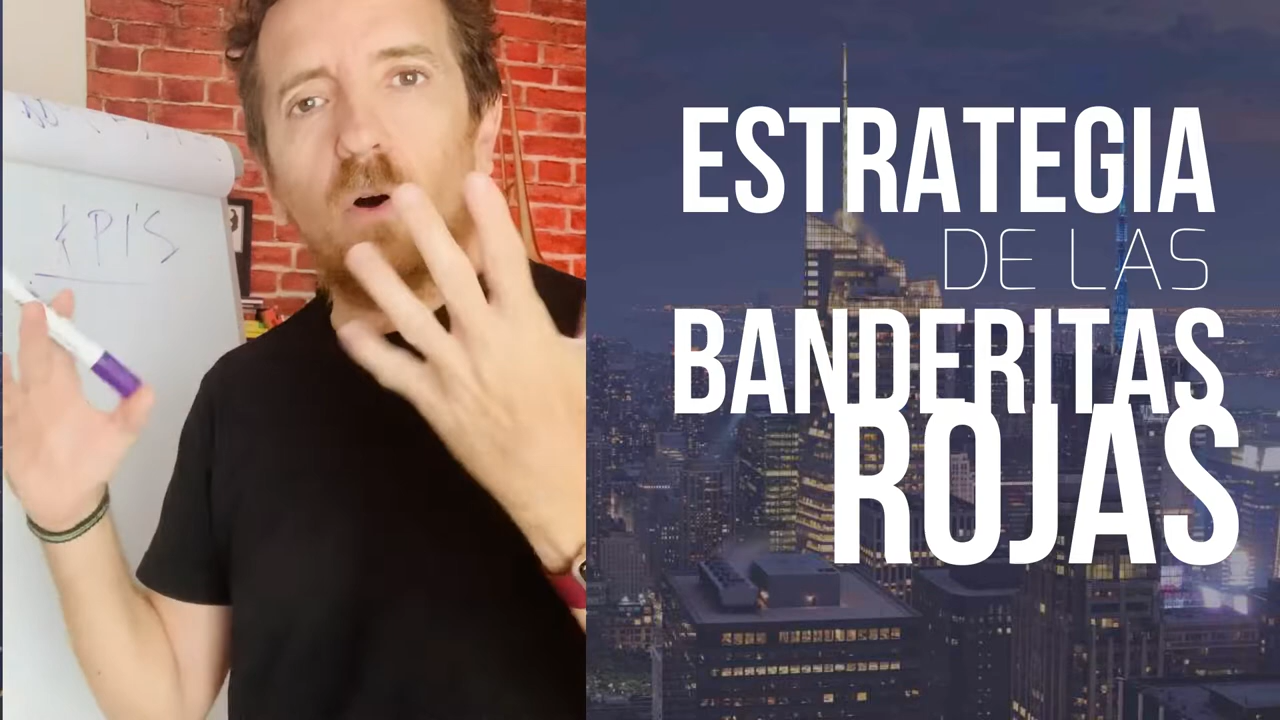 KPI'S
ESTRATEGIA
DE LAS
BANDERITAS
ROJAS